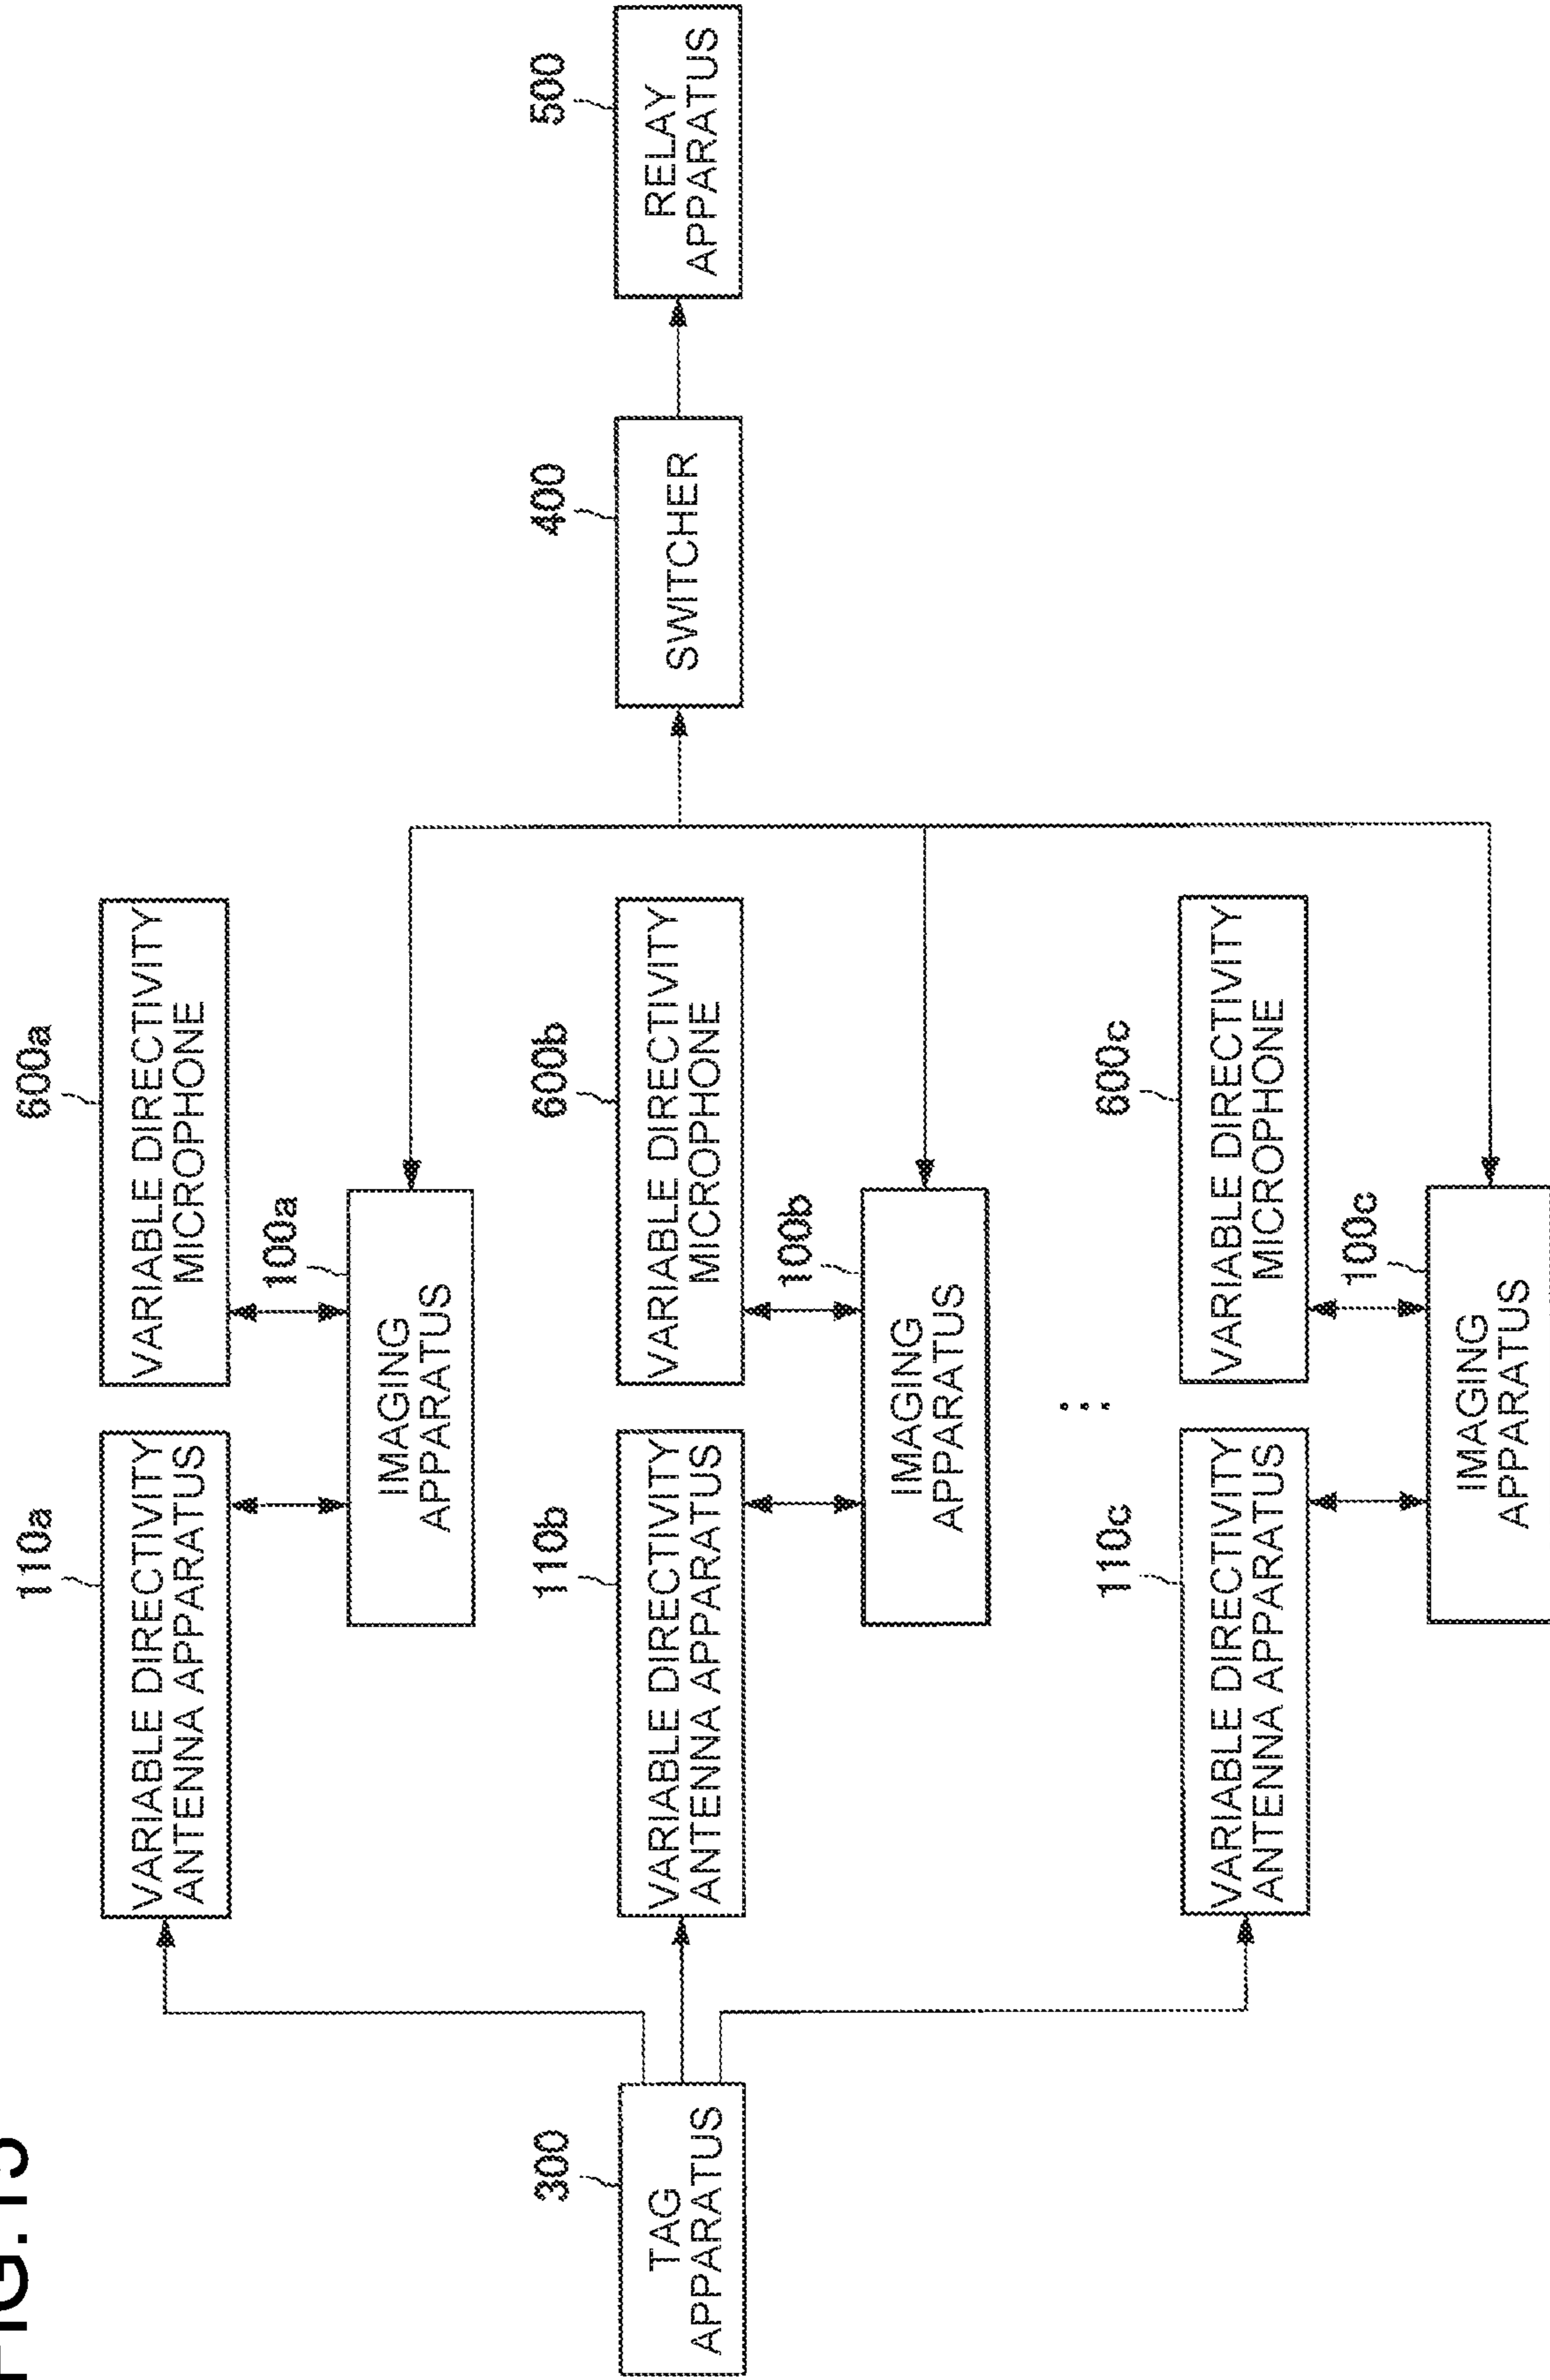 110a
VARIABLE DIRECTIVITY
ANTENNA APPARATUS
600a
VARIABLE DIRECTIVITY
MICROPHONE
100a
IMAGING
APPARATUS
300
TAG
APPARATUS
110b
VARIABLE DIRECTIVITY
ANTENNA APPARATUS
600b
VARIABLE DIRECTIVITY
MICROPHONE
100b
IMAGING
APPARATUS
400
SWITCHER
500
RELAY
APPARATUS
110c
VARIABLE DIRECTIVITY
ANTENNA APPARATUS
600c
VARIABLE DIRECTIVITY
MICROPHONE
100c
IMAGING
APPARATUS